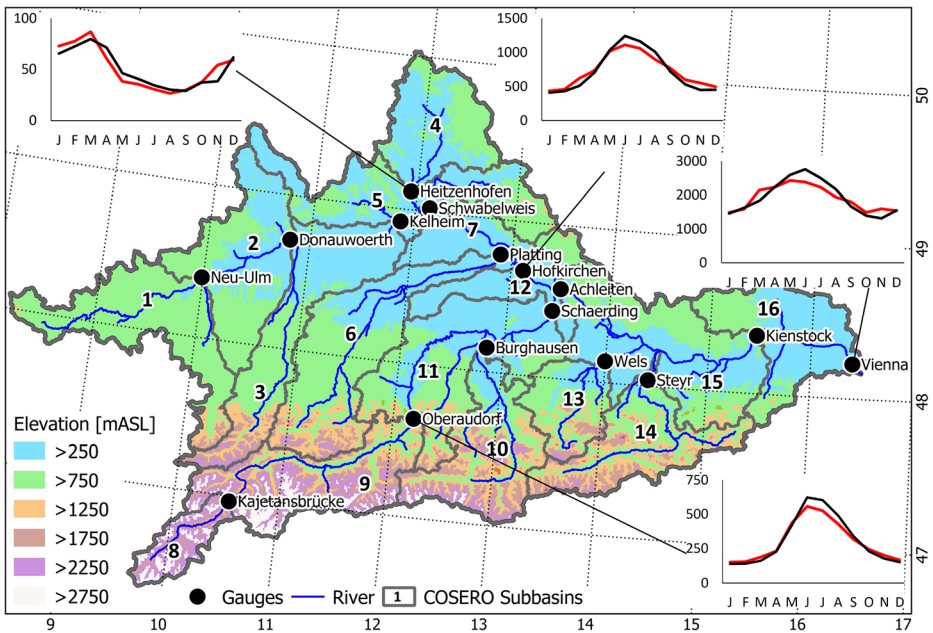 100
50
0
J F M A M J J A S O N D
1500
1000
500
0
J F M A M J J A S O N D
3000
2000
1000
0
J F M A M J J A S O N D
750
500
250
0
J F M A M J J A S O N D
4
Heitzenhofen
5
Schwabelweis
Kelheim
7
2
Donauwoerth
Platting
Neu-Ulm
Hofkirchen
12
Achleiten
1
Schaerding
16
6
Kienstock
Burghausen
Wels
Vienna
11
Steyr
15
3
13
Oberaudorf
14
10
9
Kajetansbrücke
8
Elevation [mASL]
>250
>750
>1250
>1750
>2250
>2750
Gauges
River
1 COSERO Subbasins
50
49
48
47
9 10 11 12 13 14 15 16 17